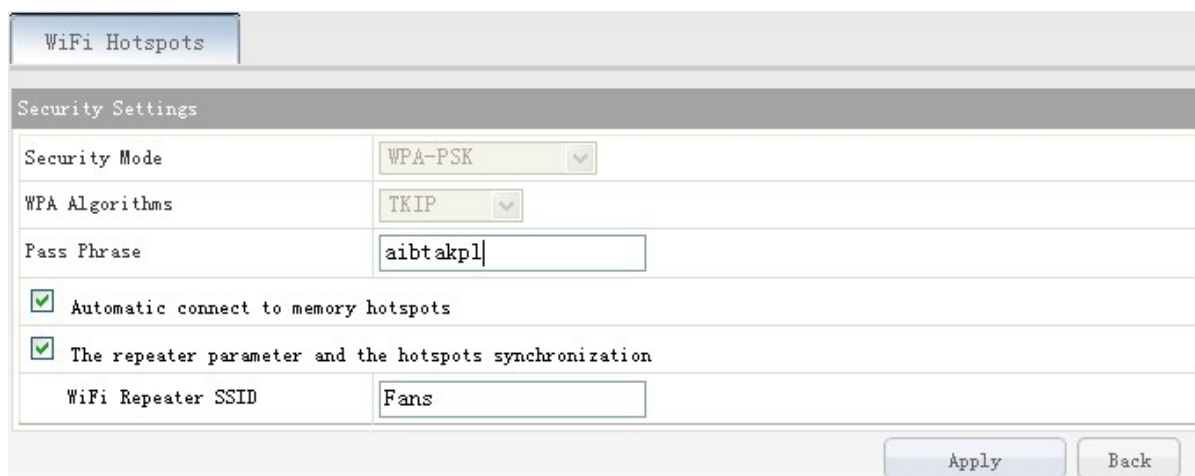 WiFi Hotspots
Security Settings
Security Mode WPA-PSK
WPA Algorithms TKIP
Pass Phrase aibtakpl
Automatic connect to memory hotspots
The repeater parameter and the hotspots synchronization
WiFi Repeater SSID Fans
Apply Back